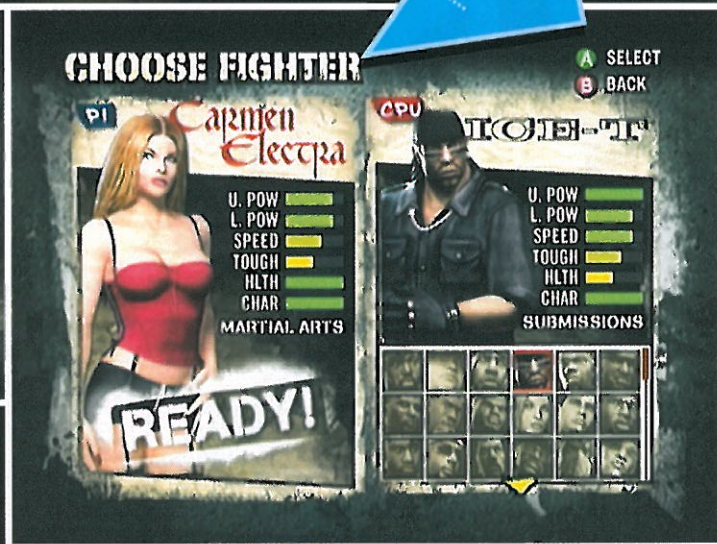 CHOOSE FIGHTER
A SELECT
B BACK
P1
Carmen
Electra
U. POW
L. POW
SPEED
TOUGH
HLTH
CHAR
MARTIAL ARTS
READY!
CPU
ICE-T
U. POW
L. POW
SPEED
TOUGH
HLTH
CHAR
SUBMISSIONS